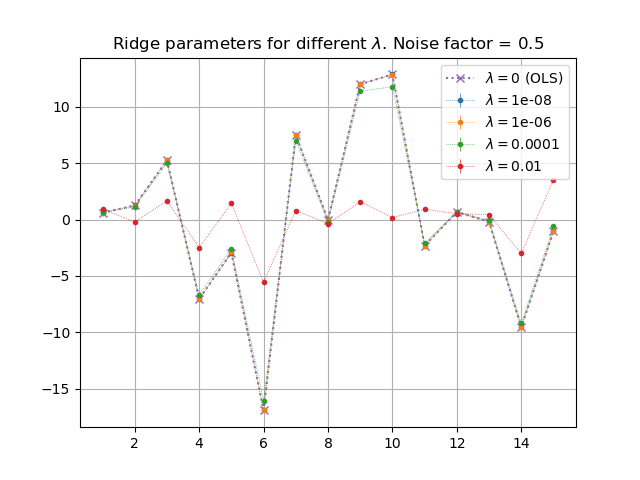 Ridge parameters for different λ. Noise factor = 0.5
λ = 0 (OLS)
λ = 1e-08
λ = 1e-06
λ = 0.0001
λ = 0.01
10
5
0
−5
−10
−15
2 4 6 8 10 12 14